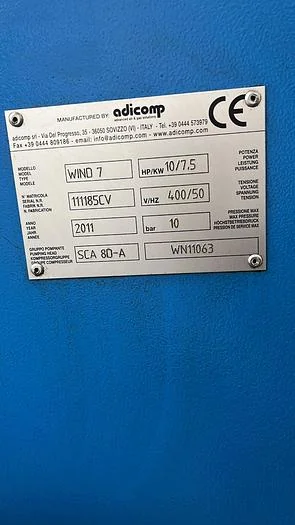 MANUFACTURED BY: adicomp
advanced air & gas solutions
adicomp srl - Via Del Progresso, 35 - 36050 SOVIZZO (VI) - ITALY - Tel. +39 0444 573979
Fax +39 0444 809186 - email: info@adicomp.com - www.adicomp.com
CE
MODELLO
MODEL
TYPE
MODELE
WIND 7
HP/KW 10/7.5
POTENZA
POWER
LEISTUNG
PUISSANCE
N° MATRICOLA
SERIAL N.R.
FABRIK N.R.
N. FABRICATION
111185CV
V/HZ 400/50
TENSIONE
VOLTAGE
SPANNUNG
TENSION
ANNO
YEAR
JAHR
ANNEE
2011
bar 10
PRESSIONE MAX
MAX PRESSURE
HÖCHSTBETRIEBSDRUCK
PRESSION DE SERVICE MAX
GRUPPO POMPANTE
PUMPING HEAD
KOMPRESSORGRUPPE
GROUPE COMPRESSEUR
SCA 8D-A
WN11063